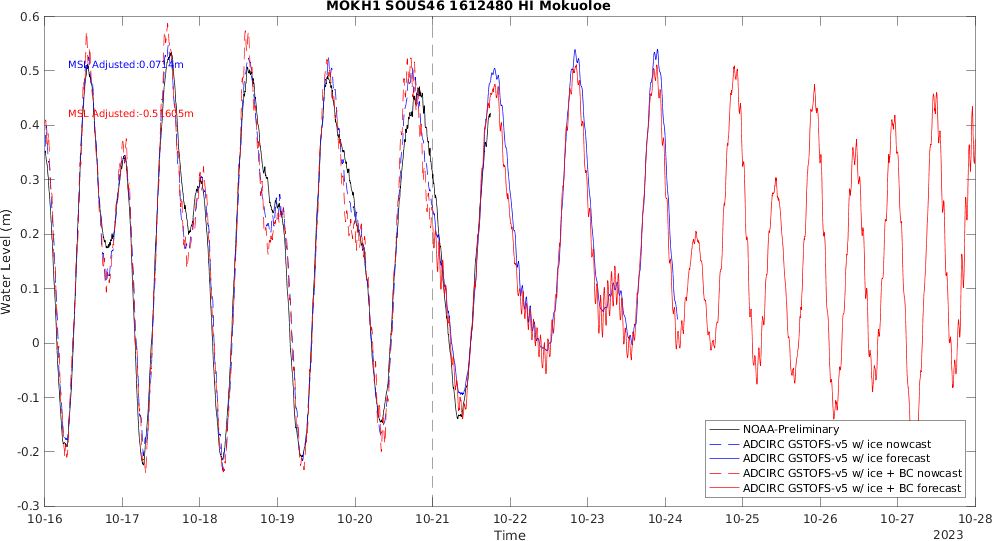 MOKH1 SOUS46 1612480 HI Mokuoloe
0.6
0.5
0.4
0.3
0.2
0.1
0
-0.1
-0.2
-0.3
Water Level (m)
MSL Adjusted:0.0714m
MSL Adjusted:-0.51605m
NOAA-Preliminary
ADCIRC GSTOFS-v5 w/ ice nowcast
ADCIRC GSTOFS-v5 w/ ice forecast
ADCIRC GSTOFS-v5 w/ ice + BC nowcast
ADCIRC GSTOFS-v5 w/ ice + BC forecast
10-16 10-17 10-18 10-19 10-20 10-21 10-22 10-23 10-24 10-25 10-26 10-27 10-28
Time
2023